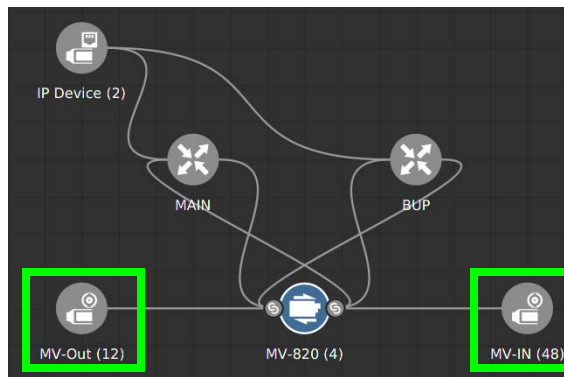 IP Device (2)
MAIN
BUP
MV-Out (12)
MV-820 (4)
MV-IN (48)